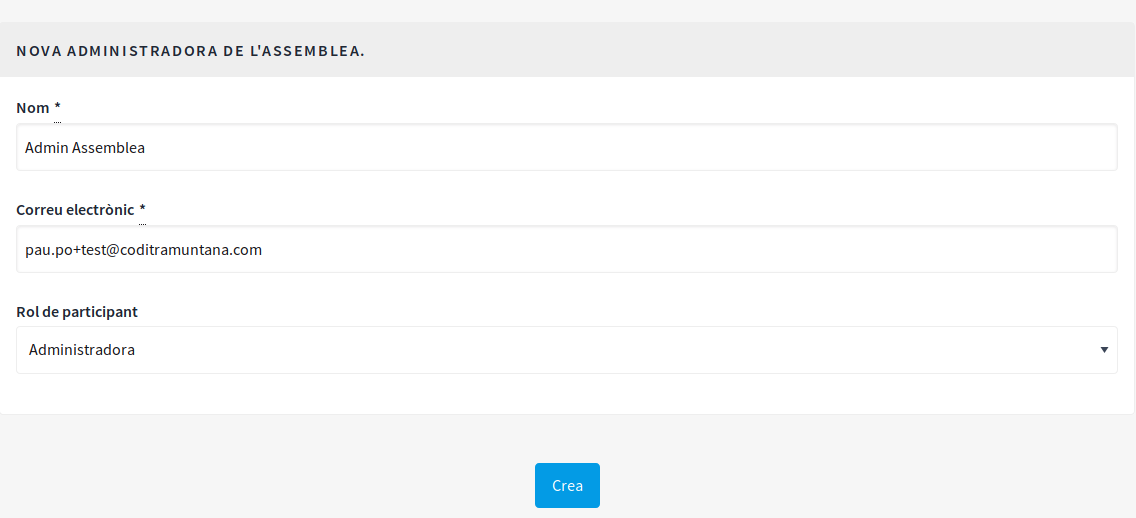 NOVA ADMINISTRADORA DE L'ASSEMBLEA.
Nom *
Admin Assemblea
Correu electrònic *
pau.po+test@coditramuntana.com
Rol de participant
Administradora
Crea